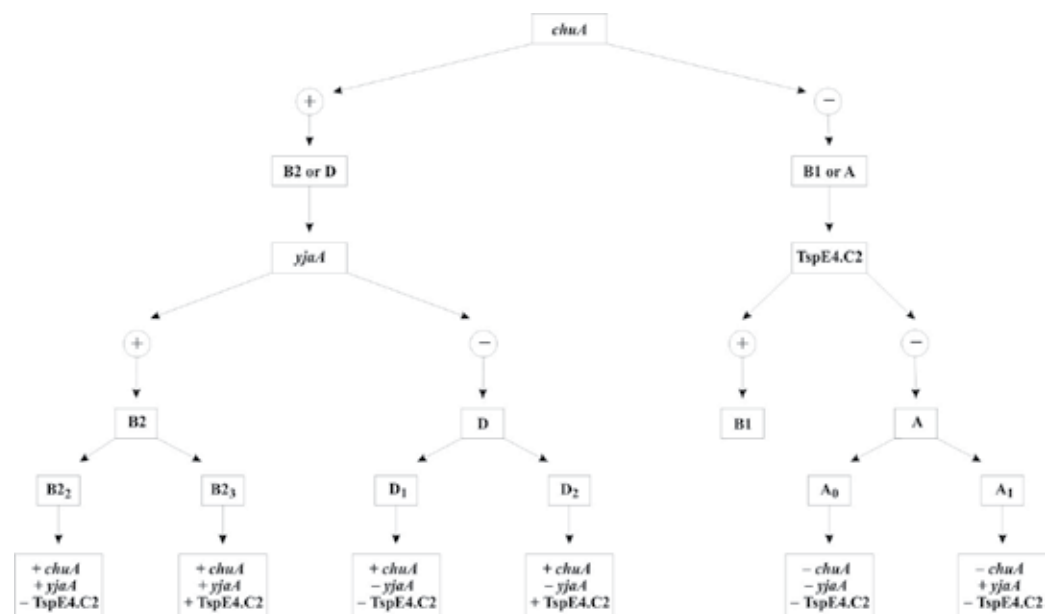 chuA
+
−
B2 or D
B1 or A
yjaA
TspE4.C2
+
−
+
−
B2
D
B1
A
B2₂
B2₃
D₁
D₂
A₀
A₁
+ chuA
+ yjaA
− TspE4.C2
+ chuA
+ yjaA
+ TspE4.C2
+ chuA
− yjaA
− TspE4.C2
+ chuA
− yjaA
+ TspE4.C2
− chuA
− yjaA
− TspE4.C2
− chuA
+ yjaA
− TspE4.C2